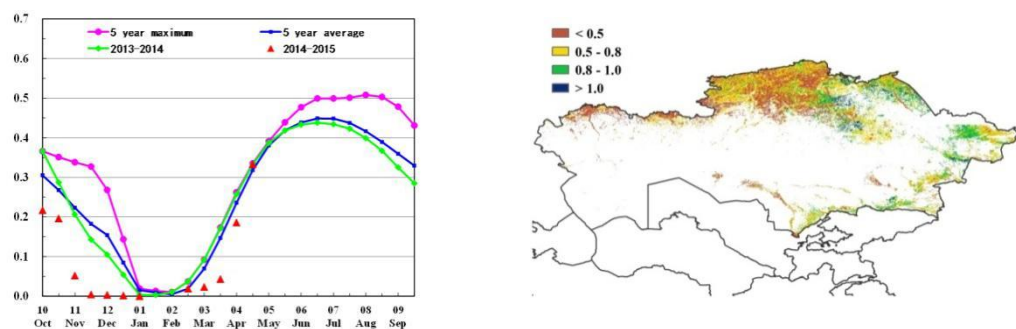 0.7
5 year maximum
5 year average
2013-2014
2014-2015
0.6
0.5
0.4
0.3
0.2
0.1
0.0
10 11 12 01 02 03 04 05 06 07 08 09
Oct Nov Dec Jan Feb Mar Apr May Jun Jul Aug Sep
< 0.5
0.5 - 0.8
0.8 - 1.0
> 1.0